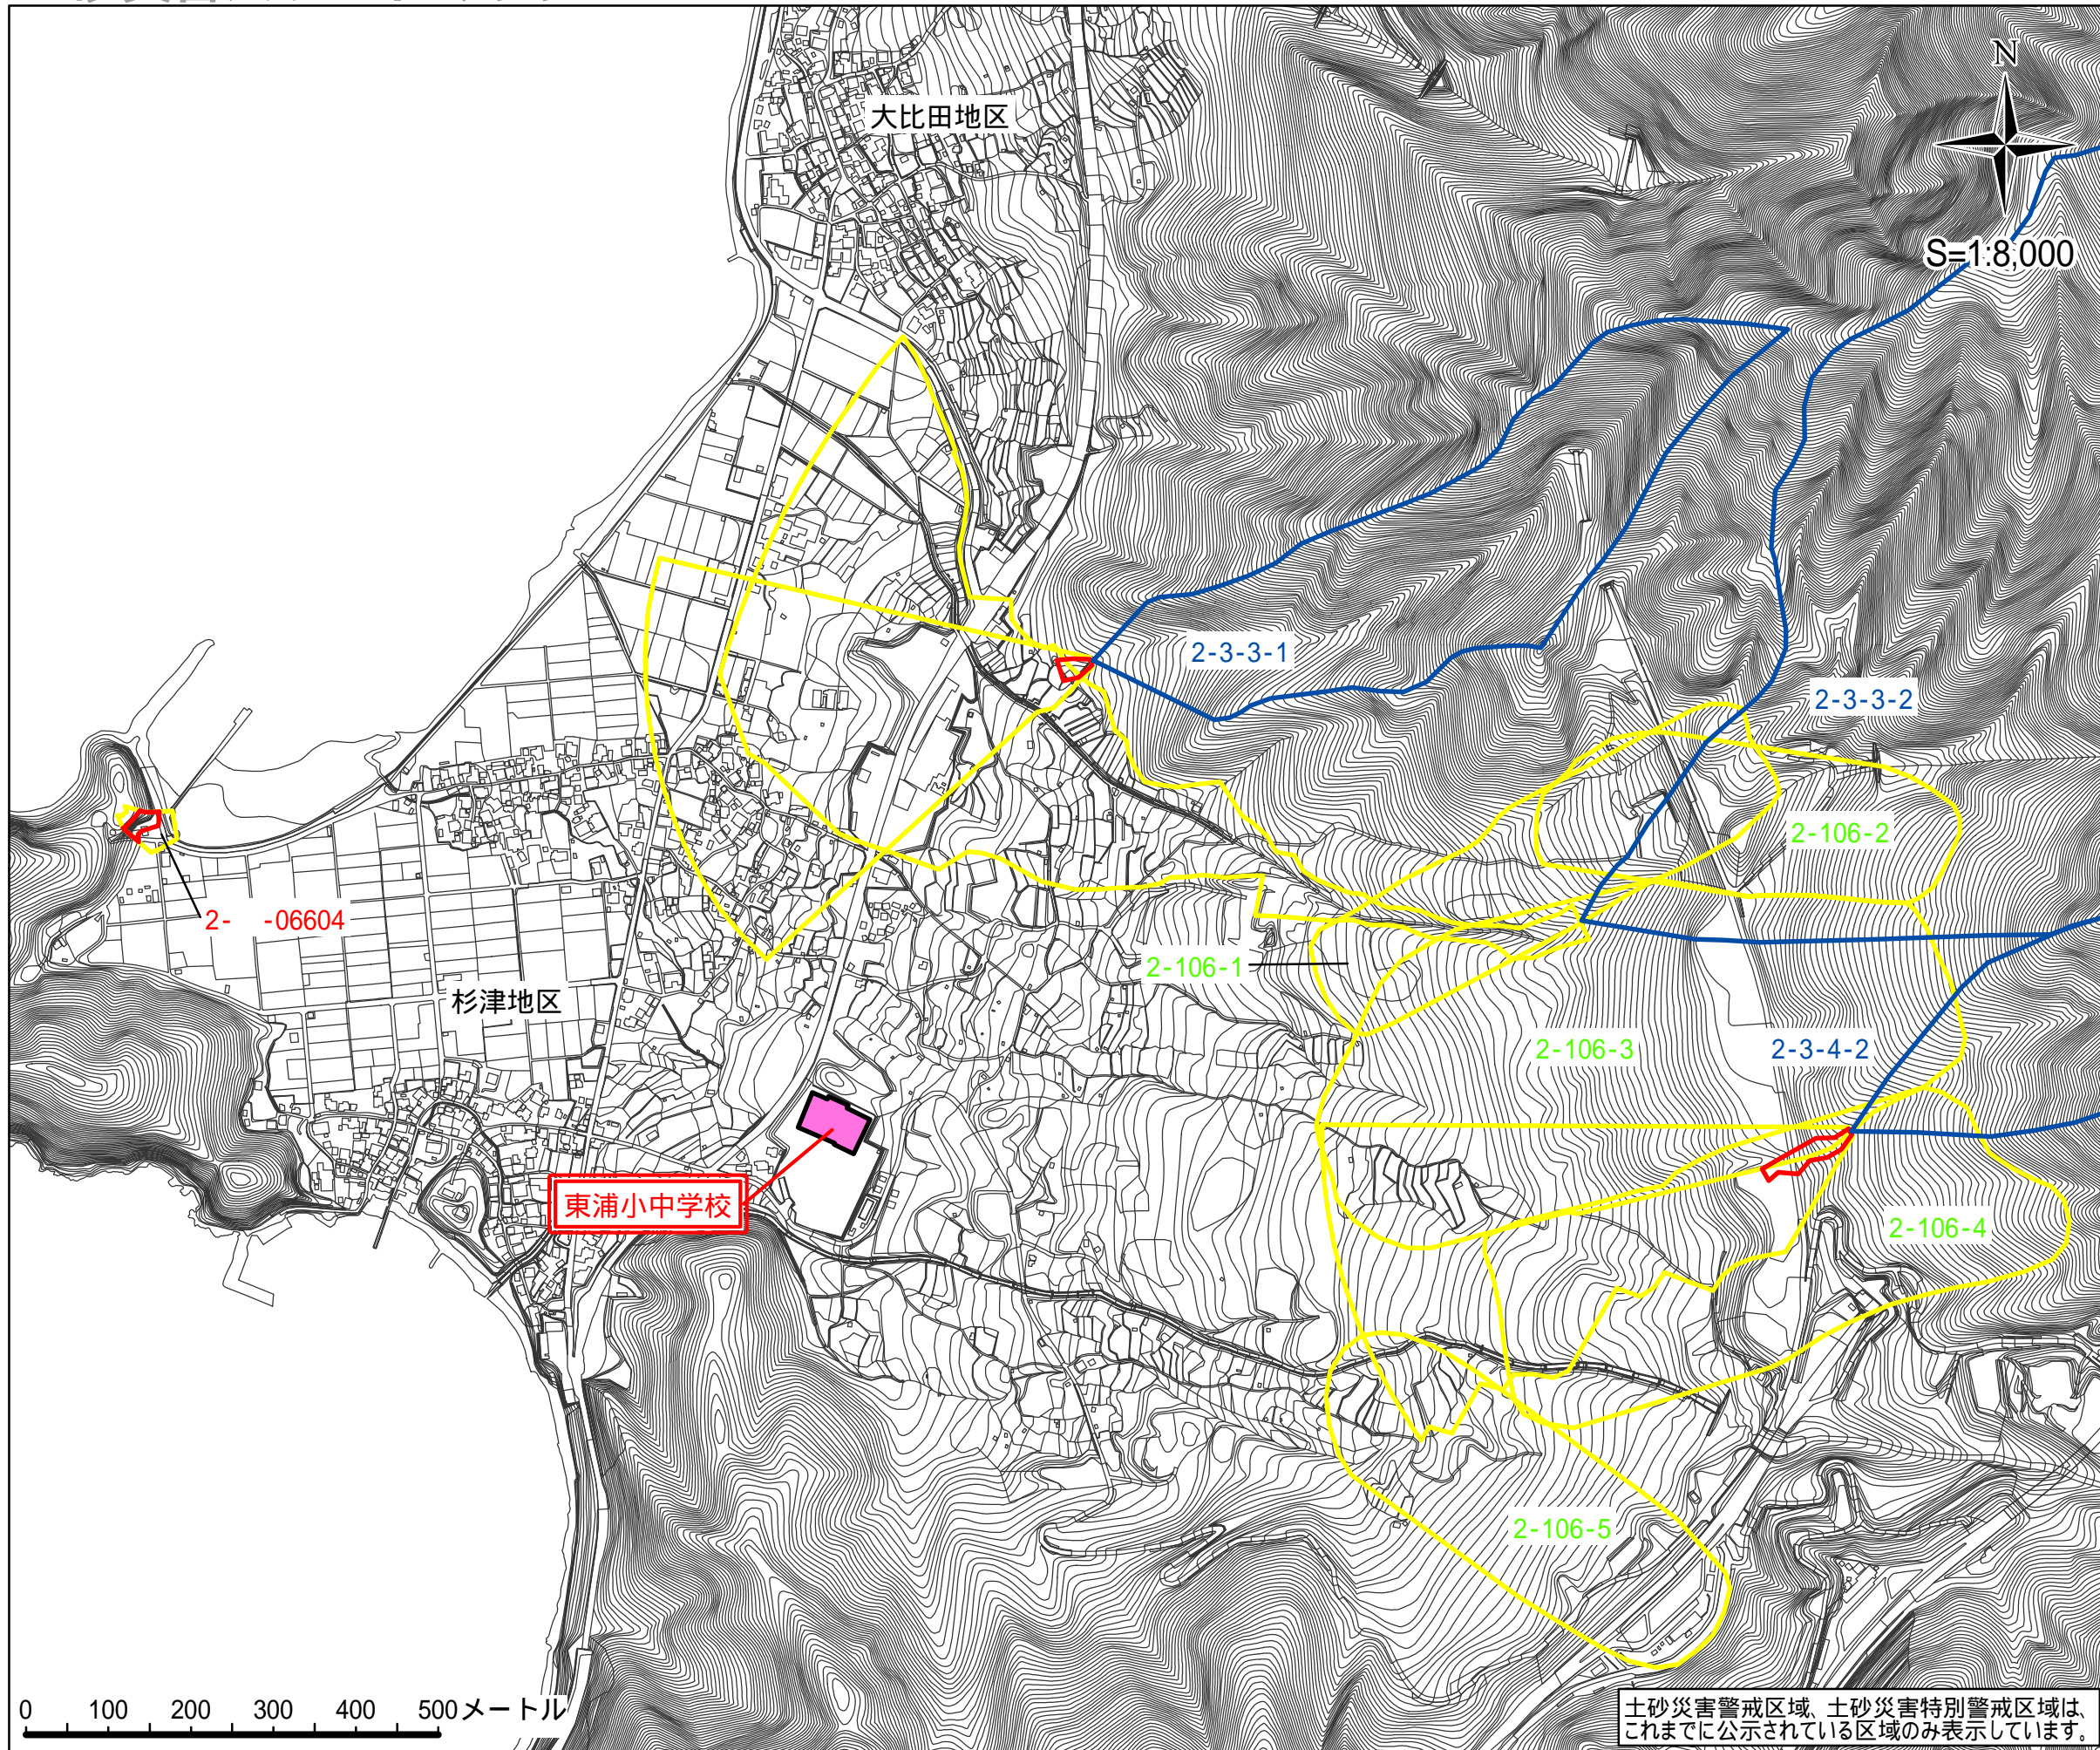 大比田地区
N
S=1:8,000
2-3-3-1
2-3-3-2
2-106-2
2- -06604
2-106-1
杉津地区
2-106-3
2-3-4-2
東浦小中学校
2-106-4
2-106-5
0 100 200 300 400 500メートル
土砂災害警戒区域、土砂災害特別警戒区域は、
これまでに公示されている区域のみ表示しています。